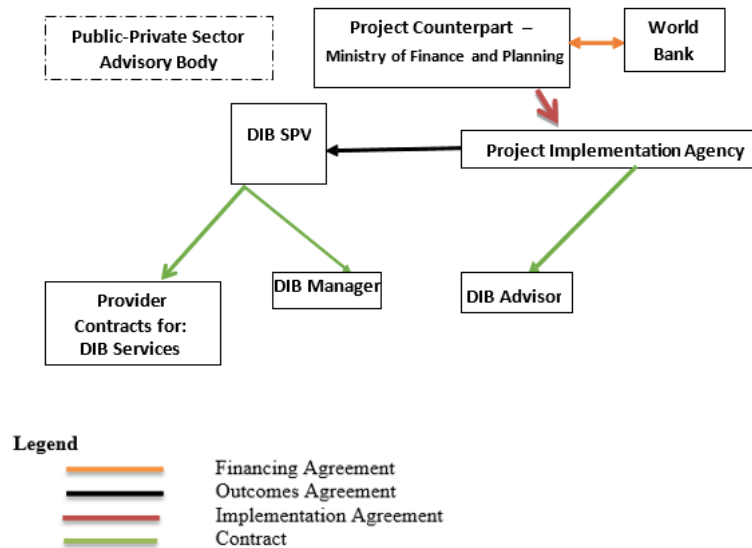 Public-Private Sector
Advisory Body
Project Counterpart –
Ministry of Finance and Planning
World
Bank
DIB SPV
Project Implementation Agency
Provider
Contracts for:
DIB Services
DIB Manager
DIB Advisor
Legend
Financing Agreement
Outcomes Agreement
Implementation Agreement
Contract